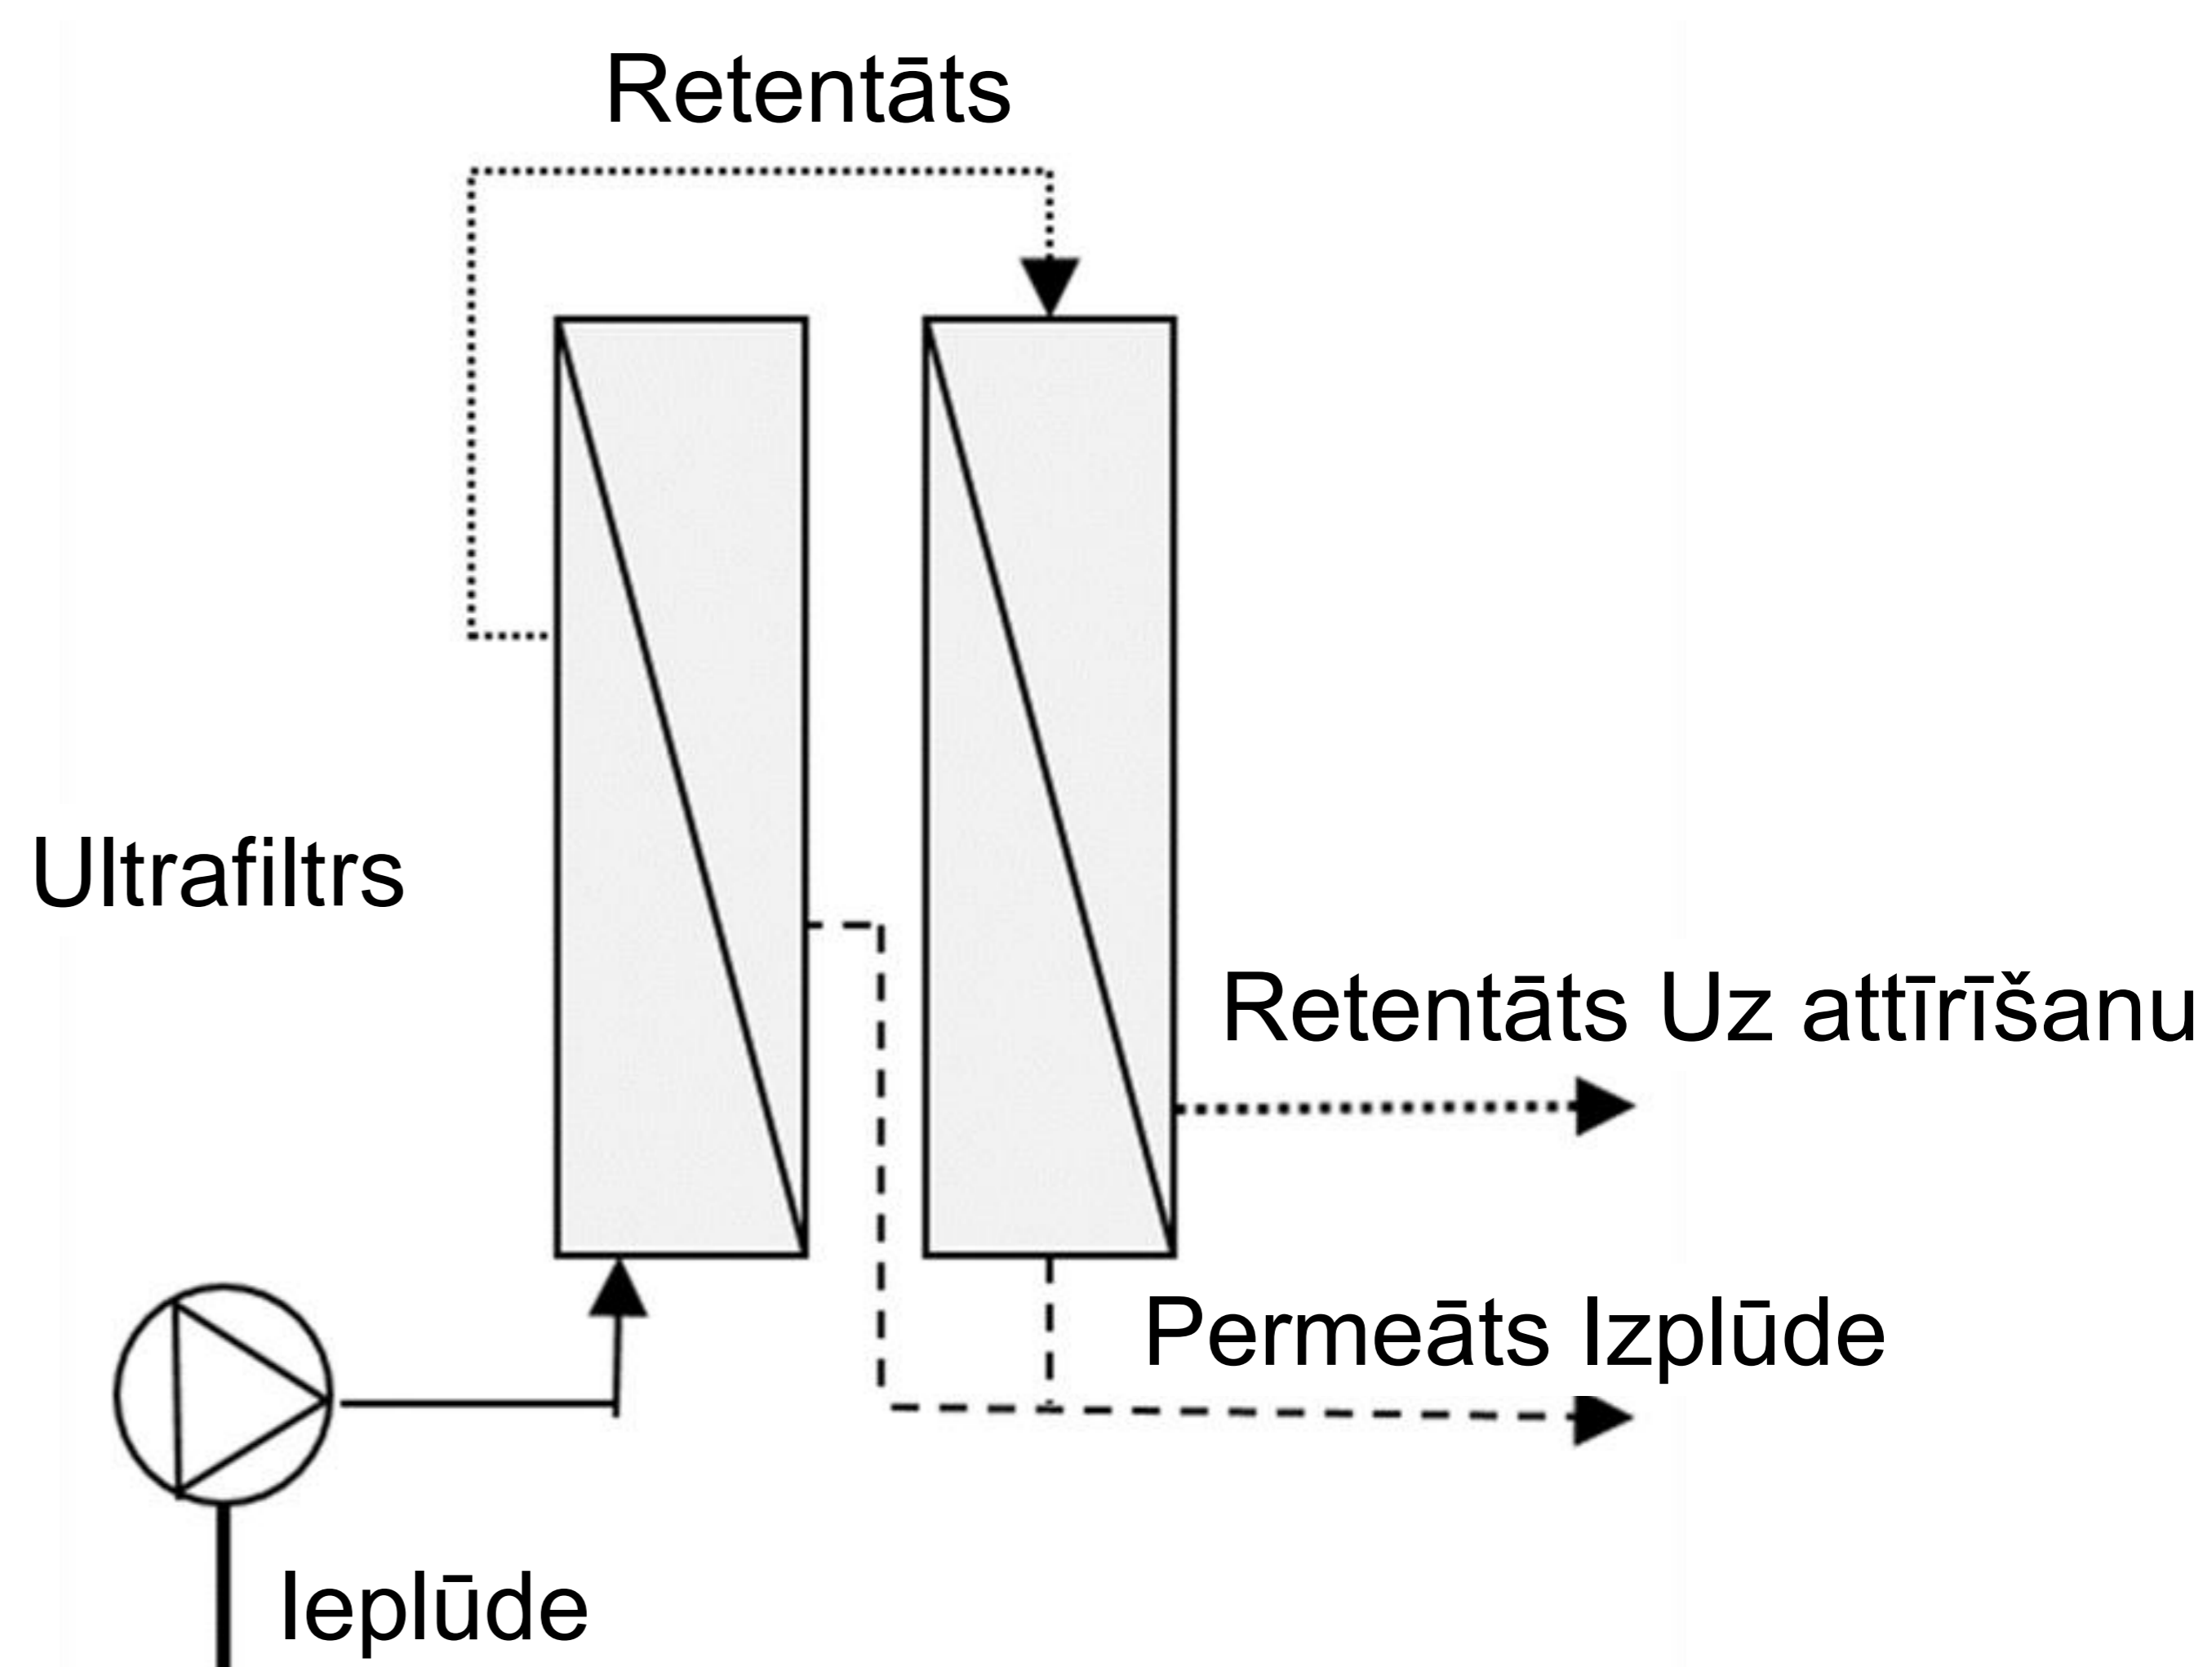 Retentāts
Ultrafiltrs
Retentāts Uz attīrīšanu
Permeāts Izplūde
Ieplūde